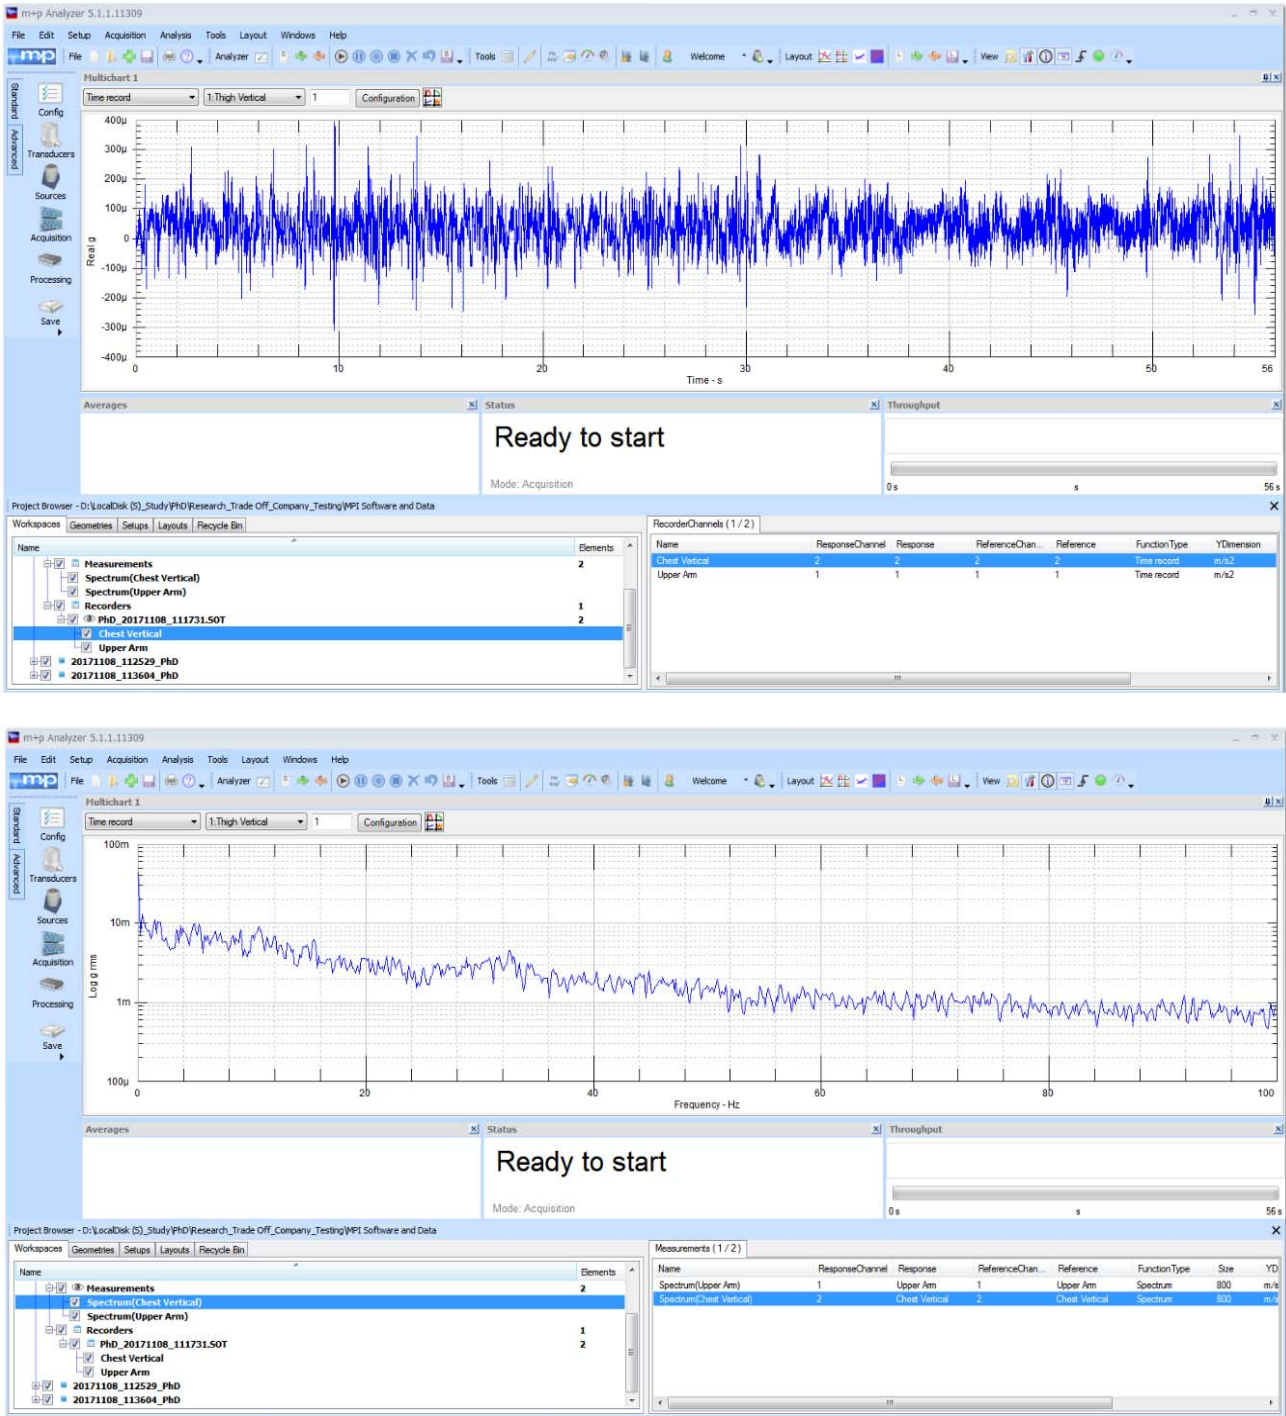 m+p Analyzer 5.1.1.11309
File Edit Setup Acquisition Analysis Tools Layout Windows Help
mp File Analyzer Tools Welcome Layout View
Multichart 1
Standard
Advanced
Time record 1:Thigh Vertical 1 Configuration
Config
Transducers
Sources
Acquisition
Processing
Save
Real g
400µ
300µ
200µ
100µ
0
-100µ
-200µ
-300µ
-400µ
0 10 20 30 40 50 56
Time - s
Averages Status Throughput
Ready to start
Mode: Acquisition
0 s s 56 s
Project Browser - D:\LocalDisk (S)_Study\PhD\Research_Trade Off_Company_Testing\MPI Software and Data
Workspaces Geometries Setups Layouts Recycle Bin
Name Elements
Measurements 2
Spectrum(Chest Vertical)
Spectrum(Upper Arm)
Recorders 1
PhD_20171108_111731.SOT 2
Chest Vertical
Upper Arm
20171108_112529_PhD
20171108_113604_PhD
RecorderChannels ( 1 / 2 )
Name ResponseChannel Response ReferenceChan... Reference FunctionType YDimension
Chest Vertical 2 2 2 2 Time record m/s2
Upper Arm 1 1 1 1 Time record m/s2
m+p Analyzer 5.1.1.11309
File Edit Setup Acquisition Analysis Tools Layout Windows Help
mp File Analyzer Tools Welcome Layout View
Multichart 1
Standard
Advanced
Time record 1:Thigh Vertical 1 Configuration
Config
Transducers
Sources
Acquisition
Processing
Save
Log g rms
100m
10m
1m
100µ
0 20 40 60 80 100
Frequency - Hz
Averages Status Throughput
Ready to start
Mode: Acquisition
0 s s 56 s
Project Browser - D:\LocalDisk (S)_Study\PhD\Research_Trade Off_Company_Testing\MPI Software and Data
Workspaces Geometries Setups Layouts Recycle Bin
Name Elements
Measurements 2
Spectrum(Chest Vertical)
Spectrum(Upper Arm)
Recorders 1
PhD_20171108_111731.SOT 2
Chest Vertical
Upper Arm
20171108_112529_PhD
20171108_113604_PhD
Measurements ( 1 / 2 )
Name ResponseChannel Response ReferenceChan... Reference FunctionType Size YD
Spectrum(Upper Arm) 1 Upper Arm 1 Upper Arm Spectrum 800 m/s
Spectrum(Chest Vertical) 2 Chest Vertical 2 Chest Vertical Spectrum 800 m/s